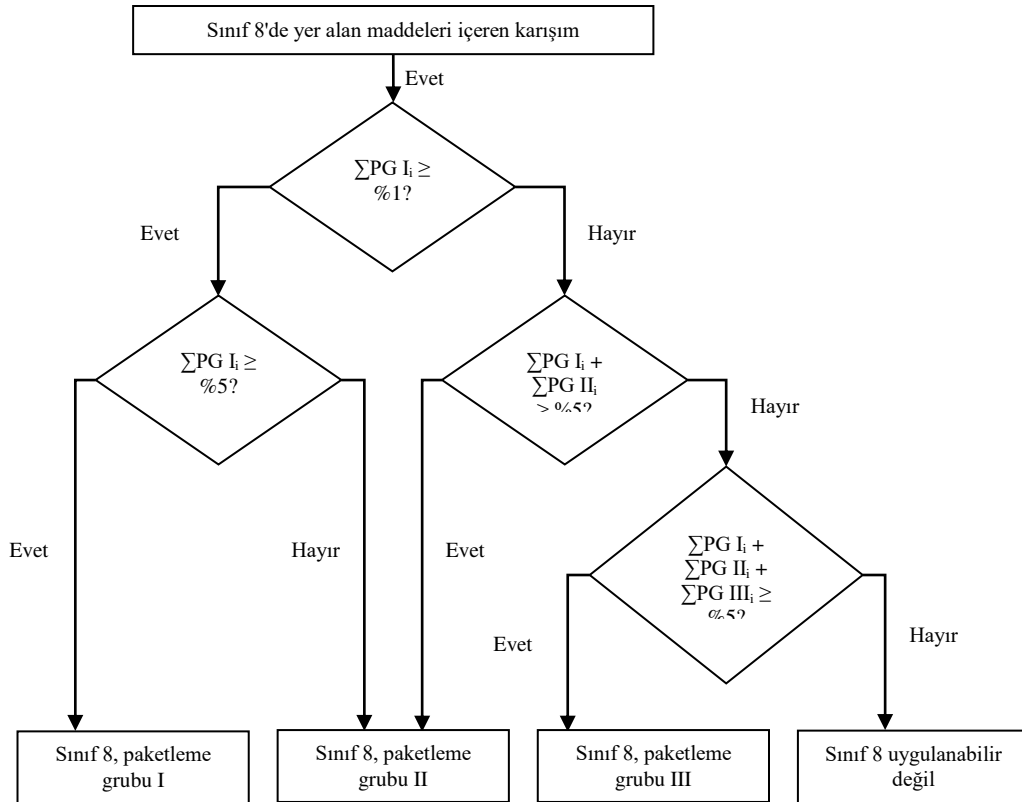 Sınıf 8'de yer alan maddeleri içeren karışım
Evet
∑PG Iᵢ ≥
%1?
Evet
Hayır
∑PG Iᵢ ≥
%5?
∑PG Iᵢ +
∑PG IIᵢ
≥ %5?
Hayır
Evet
Hayır
Evet
∑PG Iᵢ +
∑PG IIᵢ +
∑PG IIIᵢ ≥
%5?
Evet
Hayır
Sınıf 8, paketleme
grubu I
Sınıf 8, paketleme
grubu II
Sınıf 8, paketleme
grubu III
Sınıf 8 uygulanabilir
değil